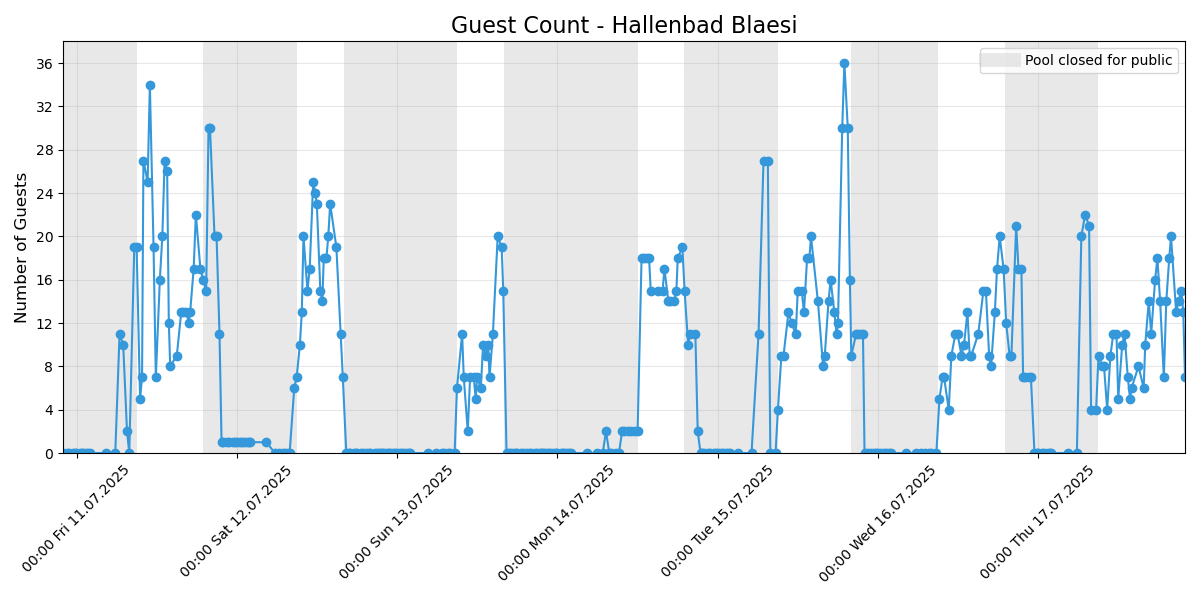 Guest Count - Hallenbad Blaesi
Pool closed for public
Number of Guests
36
32
28
24
20
16
12
8
4
0
00:00 Fri 11.07.2025
00:00 Sat 12.07.2025
00:00 Sun 13.07.2025
00:00 Mon 14.07.2025
00:00 Tue 15.07.2025
00:00 Wed 16.07.2025
00:00 Thu 17.07.2025